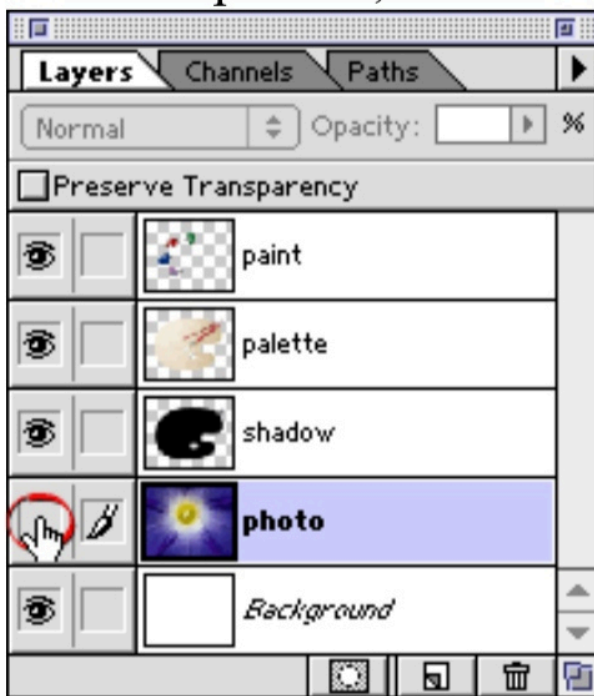 Layers Channels Paths
Normal Opacity: %
Preserve Transparency
paint
palette
shadow
photo
Background